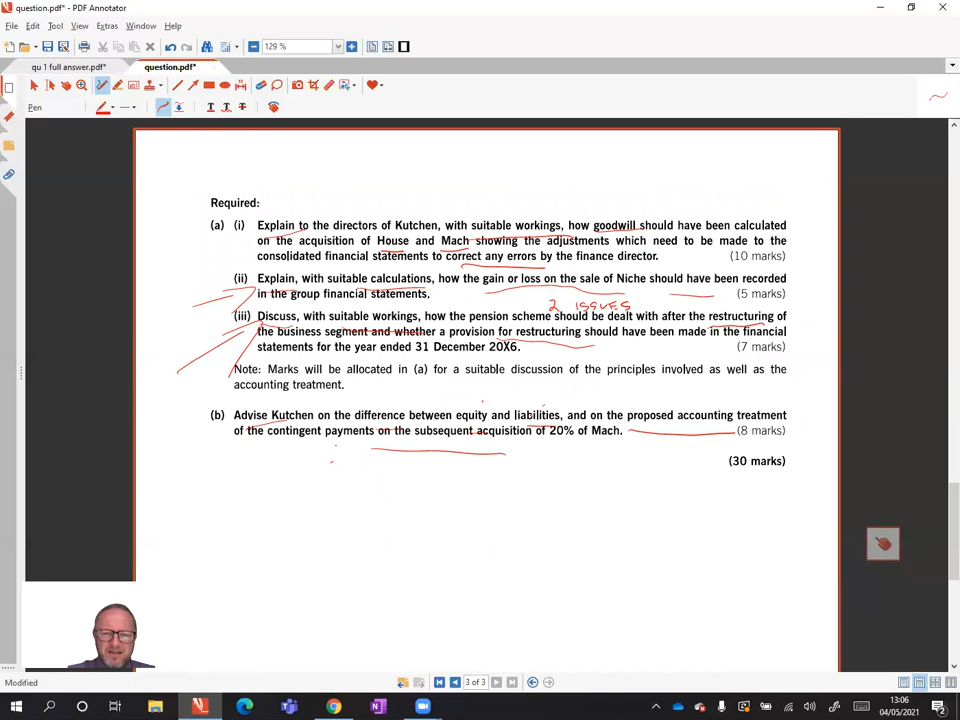 question.pdf* - PDF Annotator
File Edit Tool View Extras Window Help
129 %
qu 1 full answer.pdf* question.pdf*
Pen
Required:
(a) (i) Explain to the directors of Kutchen, with suitable workings, how goodwill should have been calculated
on the acquisition of House and Mach showing the adjustments which need to be made to the
consolidated financial statements to correct any errors by the finance director. (10 marks)
(ii) Explain, with suitable calculations, how the gain or loss on the sale of Niche should have been recorded
in the group financial statements. (5 marks)
2 ISSUES
(iii) Discuss, with suitable workings, how the pension scheme should be dealt with after the restructuring of
the business segment and whether a provision for restructuring should have been made in the financial
statements for the year ended 31 December 20X6. (7 marks)
Note: Marks will be allocated in (a) for a suitable discussion of the principles involved as well as the
accounting treatment.
(b) Advise Kutchen on the difference between equity and liabilities, and on the proposed accounting treatment
of the contingent payments on the subsequent acquisition of 20% of Mach. (8 marks)
(30 marks)
Modified
3 of 3
13:06
04/05/2021